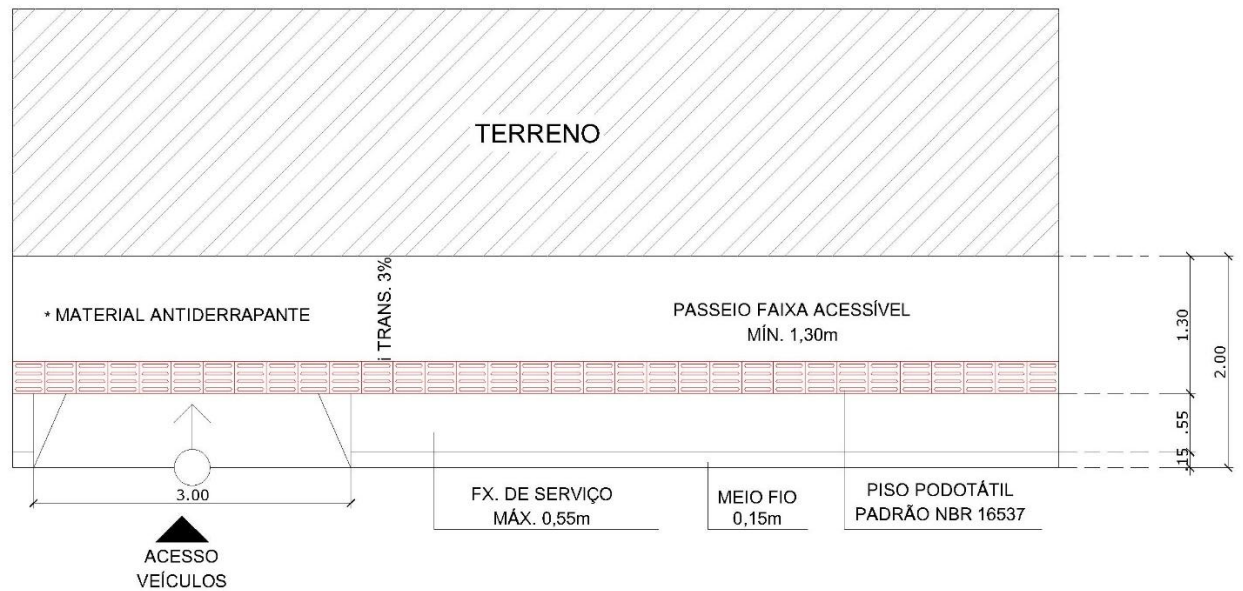 TERRENO
i TRANS. 3%
* MATERIAL ANTIDERRAPANTE
PASSEIO FAIXA ACESSÍVEL
MÍN. 1,30m
1.30
2.00
.55
.15
3.00
FX. DE SERVIÇO
MÁX. 0,55m
MEIO FIO
0,15m
PISO PODOTÁTIL
PADRÃO NBR 16537
ACESSO
VEÍCULOS